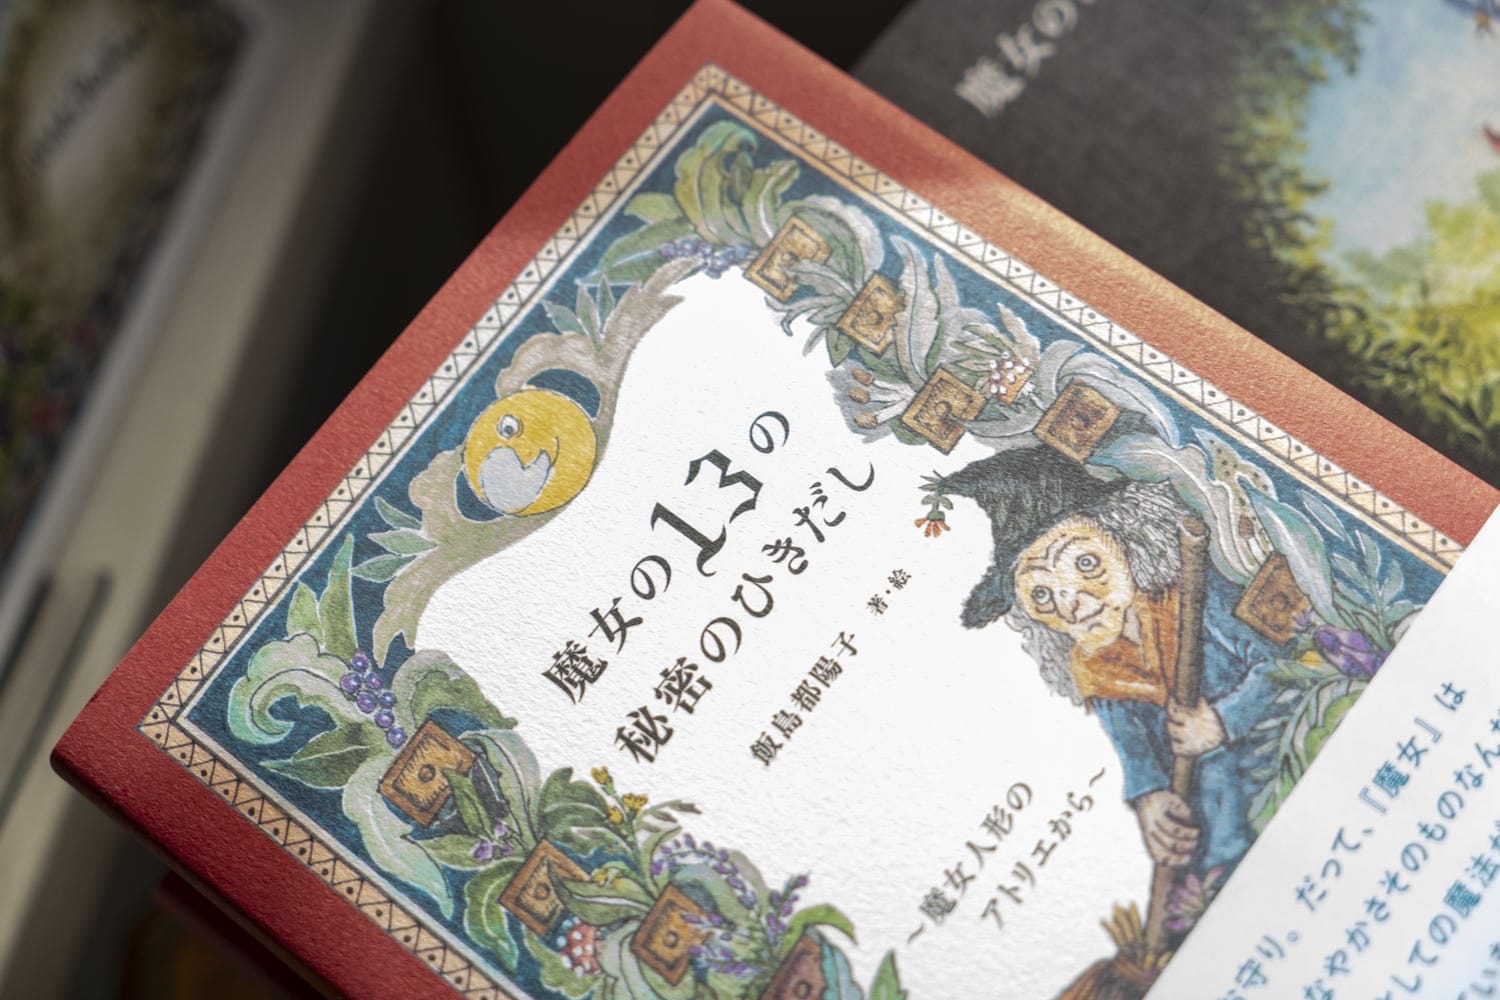 魔女の13の
秘密のひきだし
飯島都陽子 著・絵
~魔女人形の
アトリエから~
魔女の
守り。だって、『魔女』は
なやかさそのものなんだ
しての魔法が